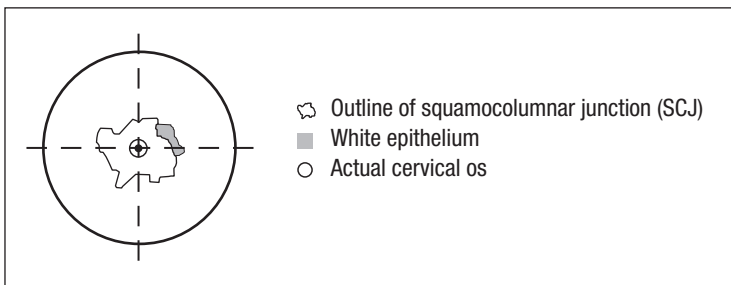 Outline of squamocolumnar junction (SCJ)
White epithelium
Actual cervical os